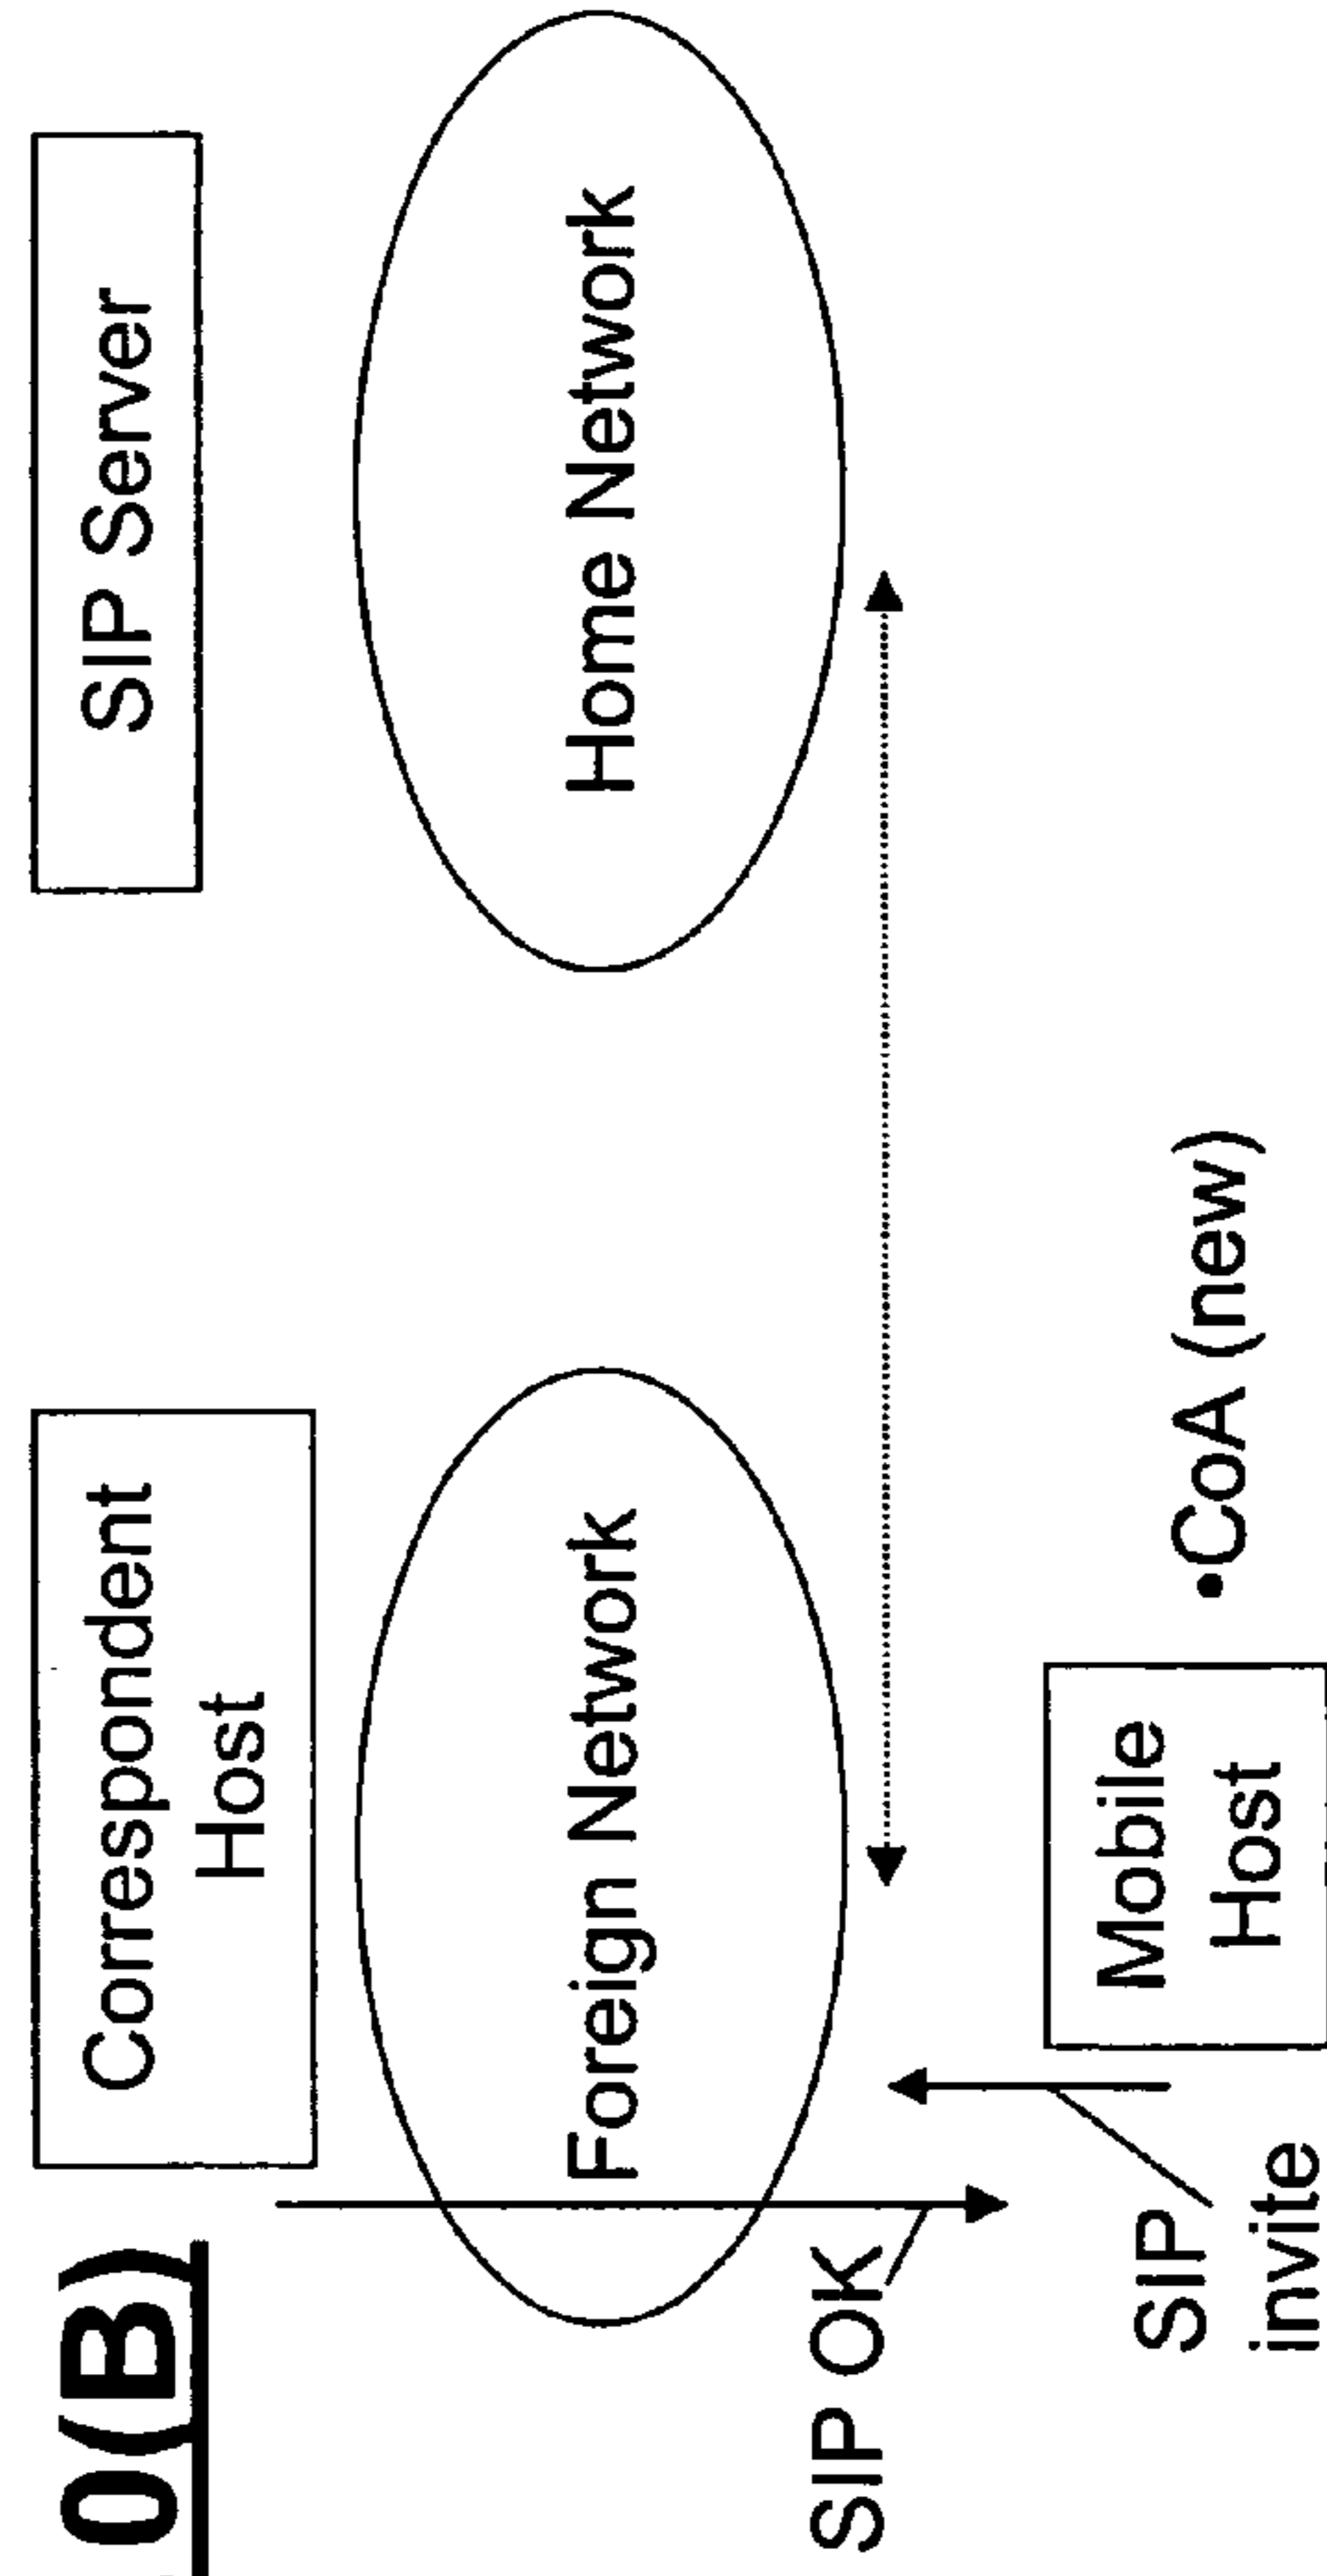 0(B)
Correspondent
Host
SIP Server
Foreign Network
Home Network
SIP OK
Mobile
Host
•CoA (new)
SIP
invite